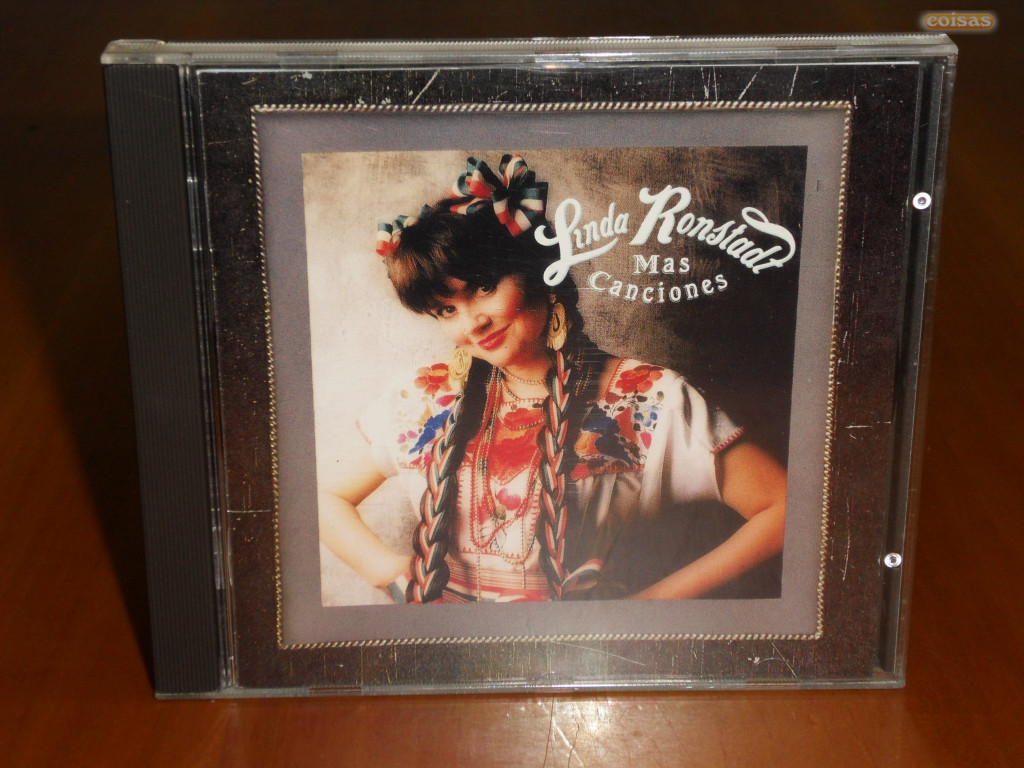 coisas
Linda Ronstadt
Mas
Canciones